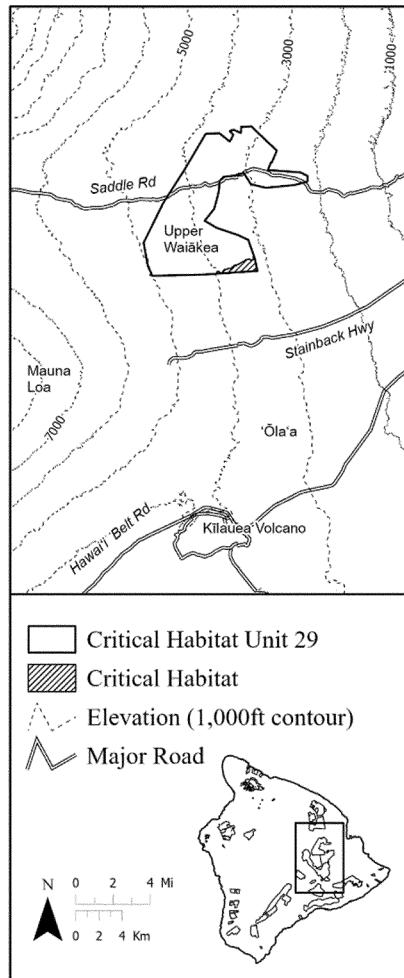 5000
3000
1000
Saddle Rd
Upper
Waiākea
Stainback Hwy
Mauna
Loa
7000
ʻŌlaʻa
Hawaiʻi Belt Rd
Kīlauea Volcano
Critical Habitat Unit 29
Critical Habitat
Elevation (1,000ft contour)
Major Road
N
0 2 4 Mi
0 2 4 Km